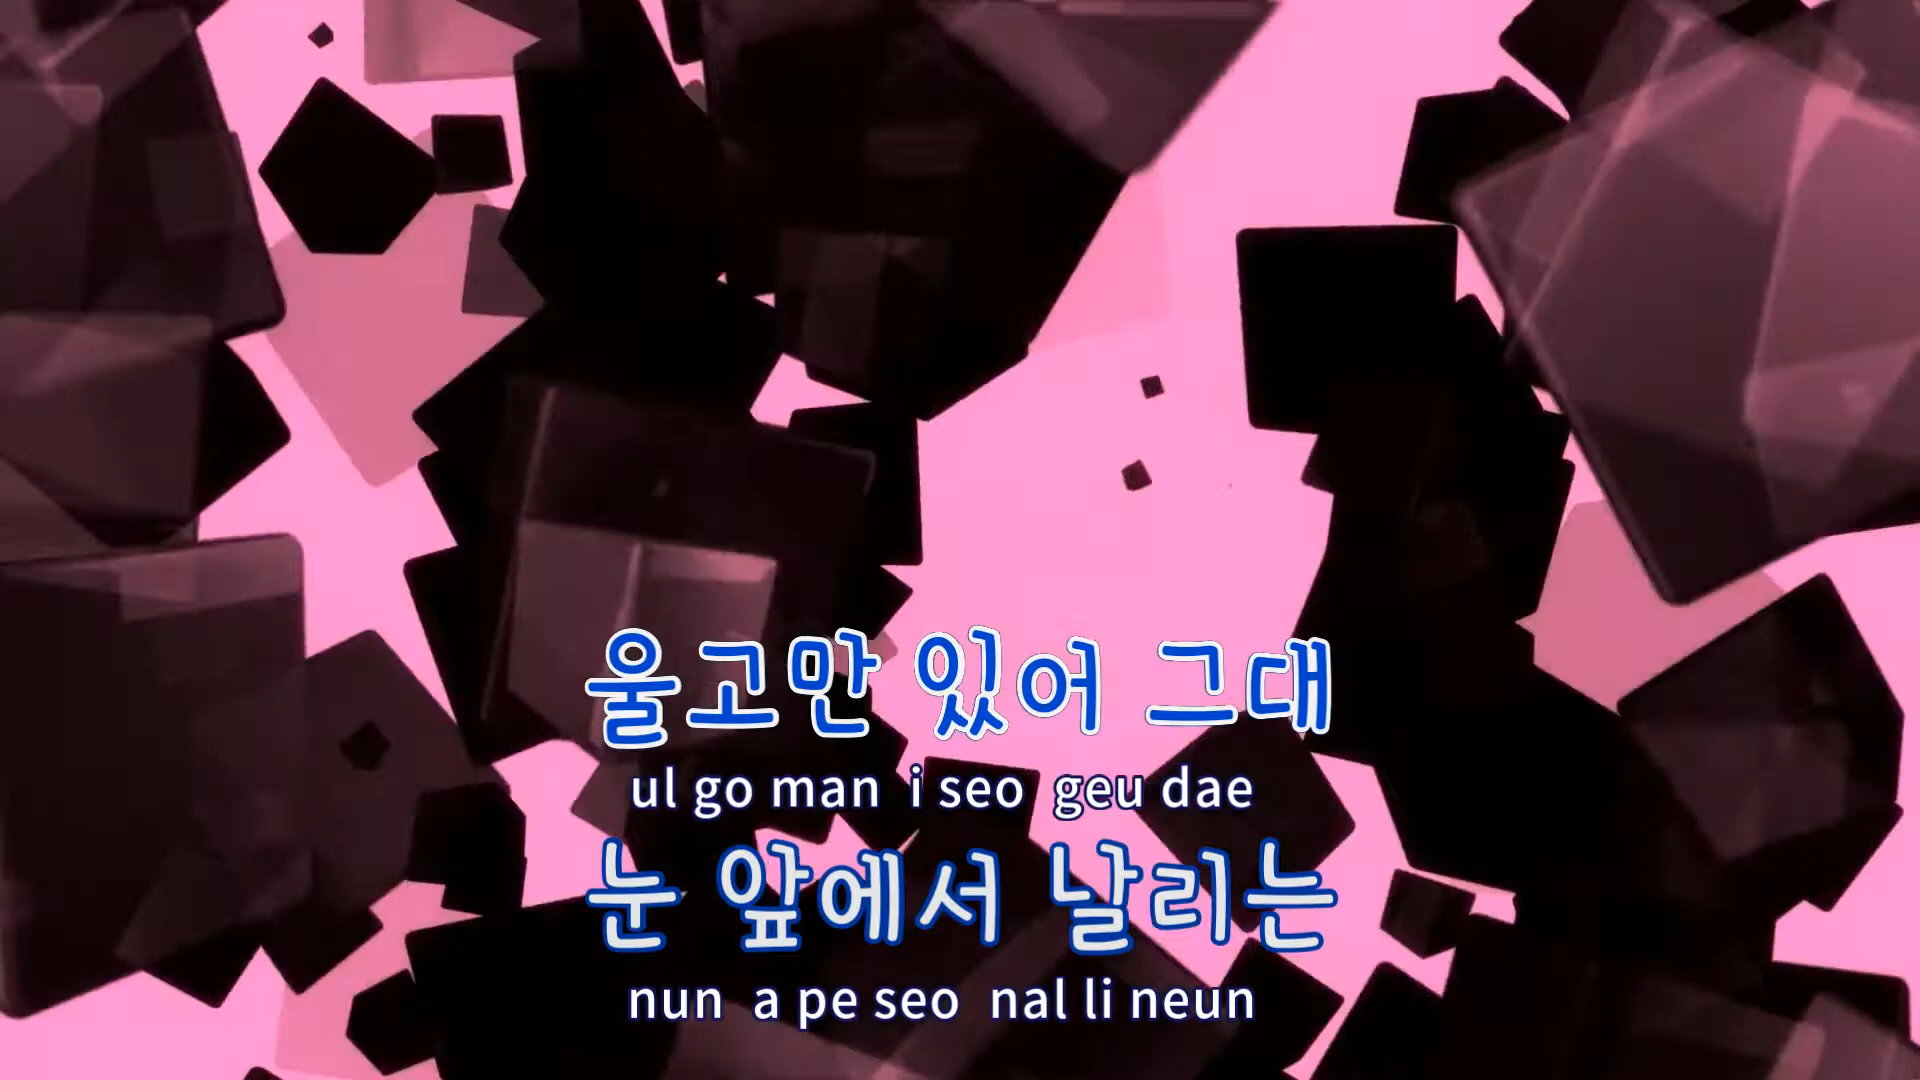 울고만 있어 그대
ul go man i seo geu dae
눈 앞에서 날리는
nun a pe seo nal li neun